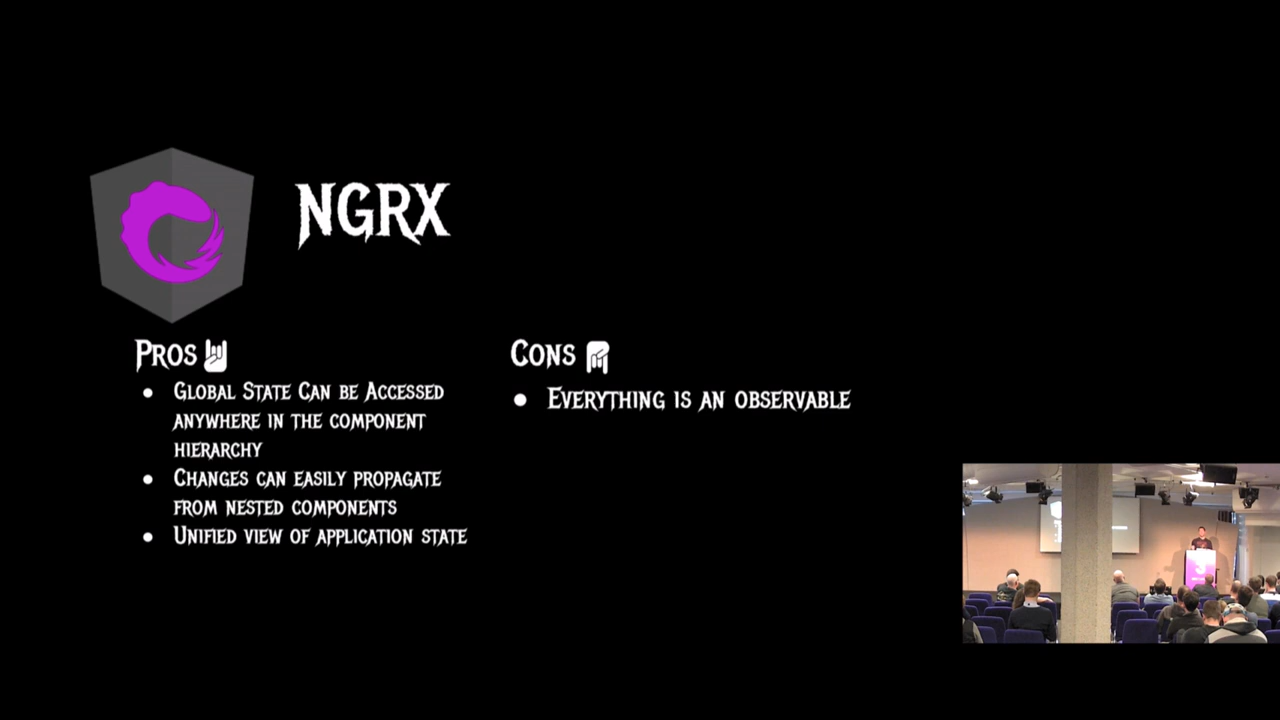 NGRX
Pros
Global State Can be Accessed
anywhere in the component
hierarchy
Changes can easily propagate
from nested components
Unified view of application state
Cons
Everything is an observable